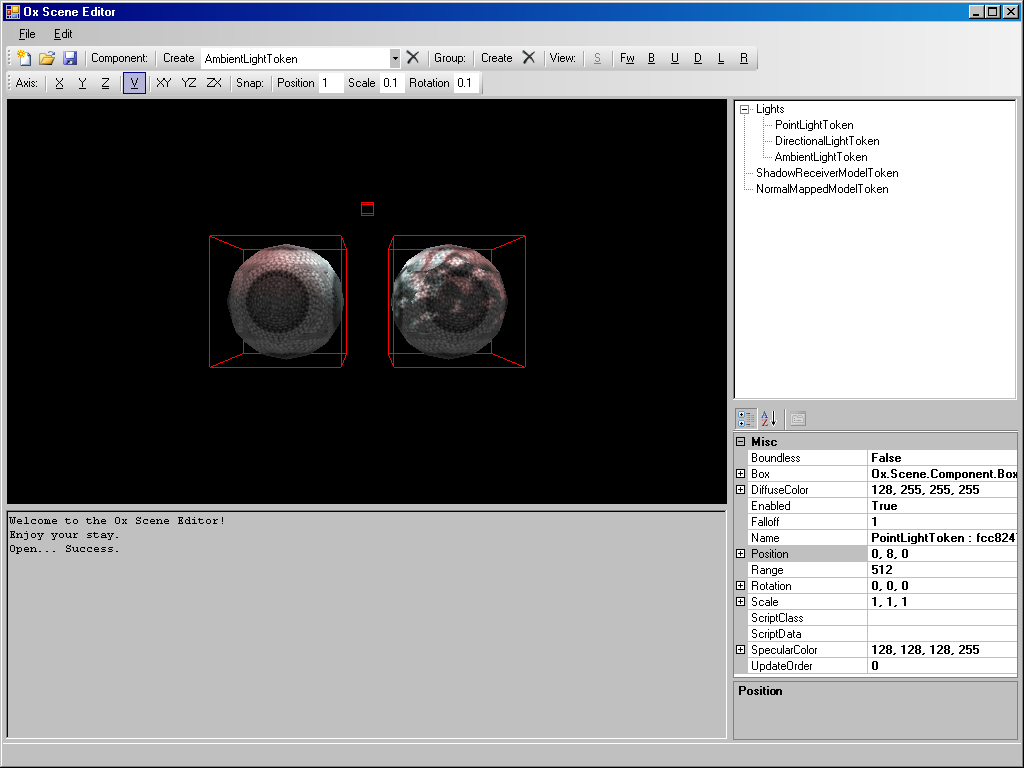 Ox Scene Editor
File Edit
Component: Create AmbientLightToken Group: Create View: S Fw B U D L R
Axis: X Y Z V XY YZ ZX Snap: Position 1 Scale 0.1 Rotation 0.1
Lights
PointLightToken
DirectionalLightToken
AmbientLightToken
ShadowReceiverModelToken
NormalMappedModelToken
Misc
Boundless False
Box Ox.Scene.Component.Box
DiffuseColor 128, 255, 255, 255
Enabled True
Falloff 1
Name PointLightToken : fcc824
Position 0, 8, 0
Range 512
Rotation 0, 0, 0
Scale 1, 1, 1
ScriptClass
ScriptData
SpecularColor 128, 128, 128, 255
UpdateOrder 0
Position
Welcome to the Ox Scene Editor!
Enjoy your stay.
Open... Success.